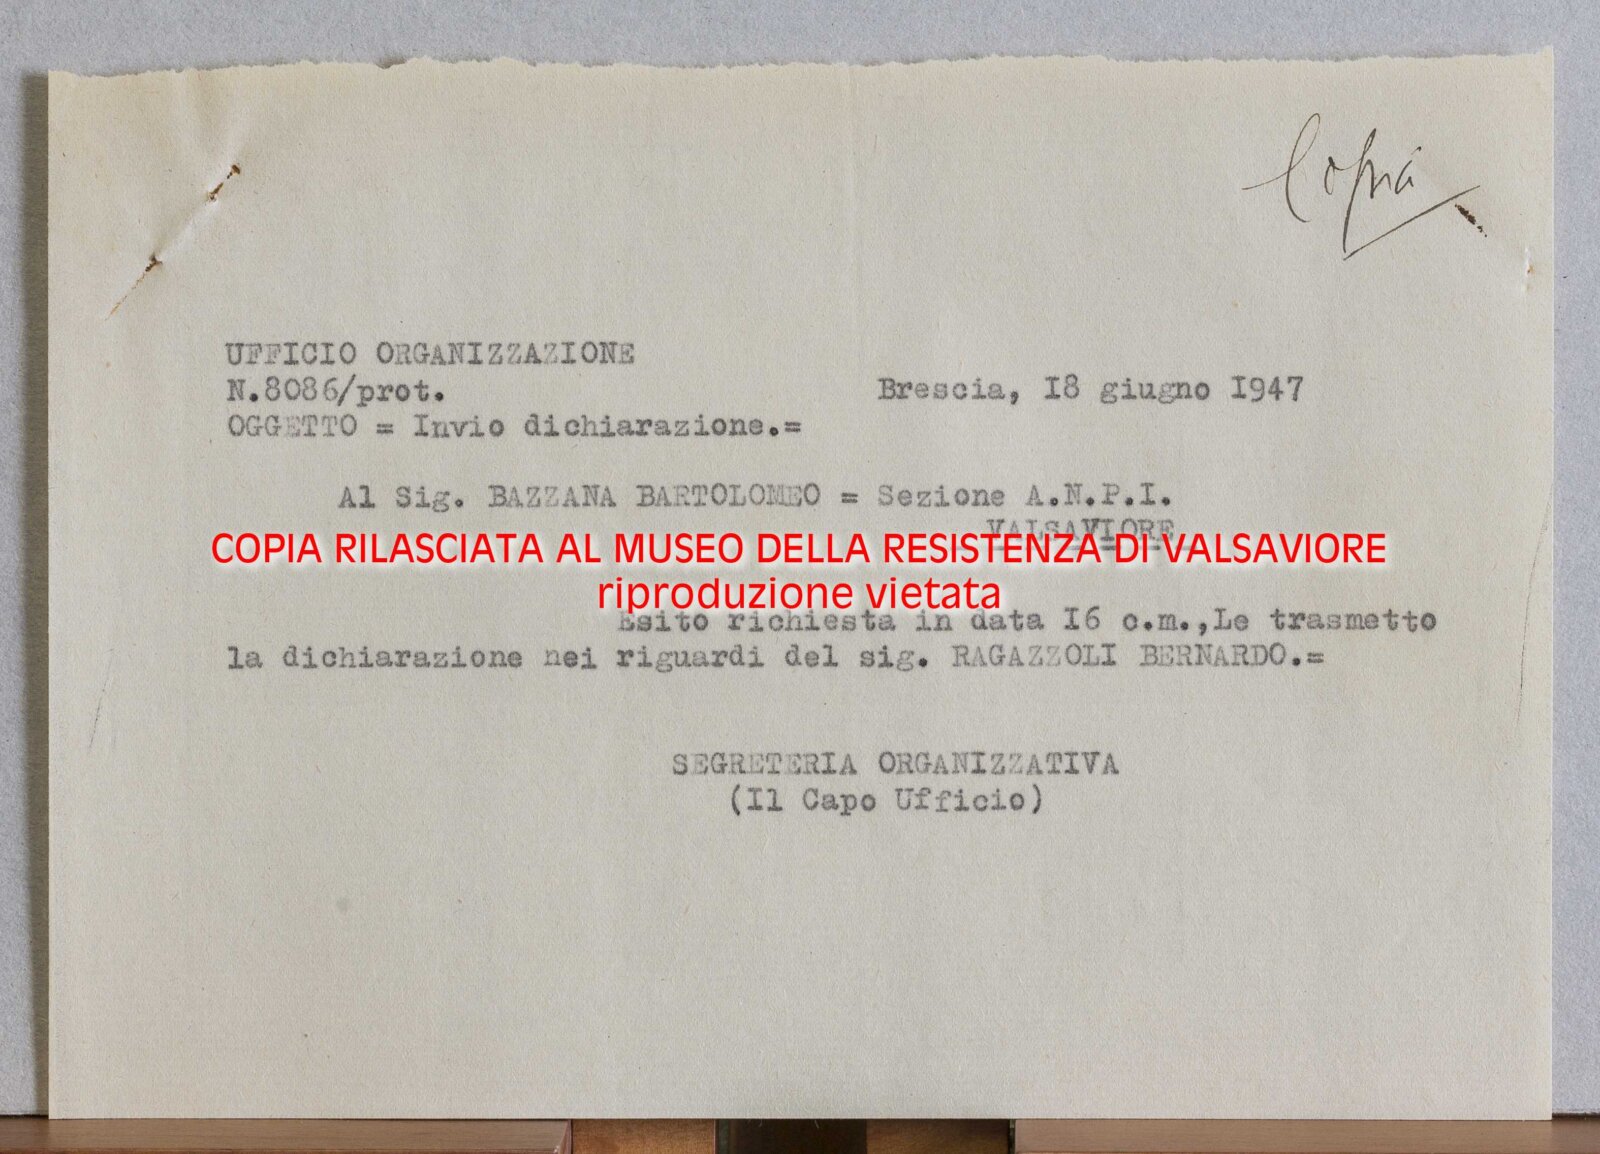 Copia
UFFICIO ORGANIZZAZIONE
N.8086/prot.
Brescia, I8 giugno I947
OGGETTO = Invio dichiarazione.=
Al Sig. BAZZANA BARTOLOMEO = Sezione A.N.P.I.
VALSAVIORE
COPIA RILASCIATA AL MUSEO DELLA RESISTENZA DI VALSAVIORE
riproduzione vietata
Esito richiesta in data I6 c.m.,Le trasmetto
la dichiarazione nei riguardi del sig. RAGAZZOLI BERNARDO.=
SEGRETERIA ORGANIZZATIVA
(Il Capo Ufficio)